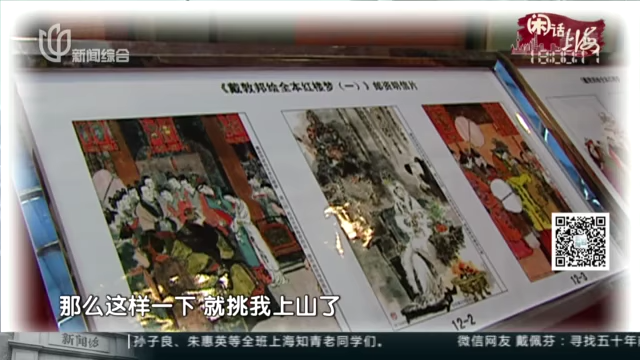 新闻综合
闲话上海
《戴敦邦绘全本红楼梦（一）》邮资明信片
12-2
12-3
那么这样一下 就挑我上山了
新闻坊
孙子良、朱惠英等全班上海知青老同学们。
微信网友 戴佩芬：寻找五十年